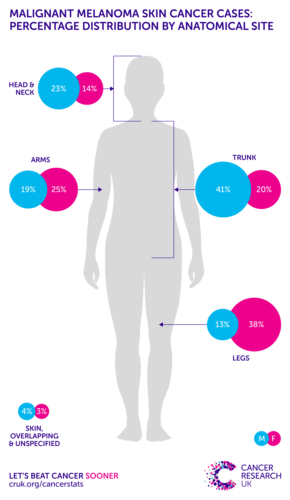 MALIGNANT MELANOMA SKIN CANCER CASES:
PERCENTAGE DISTRIBUTION BY ANATOMICAL SITE
HEAD &
NECK
23%
14%
ARMS
19%
25%
TRUNK
41%
20%
13%
38%
LEGS
4%
3%
SKIN,
OVERLAPPING
& UNSPECIFIED
M
F
LET'S BEAT CANCER SOONER
cruk.org/cancerstats
CANCER
RESEARCH
UK